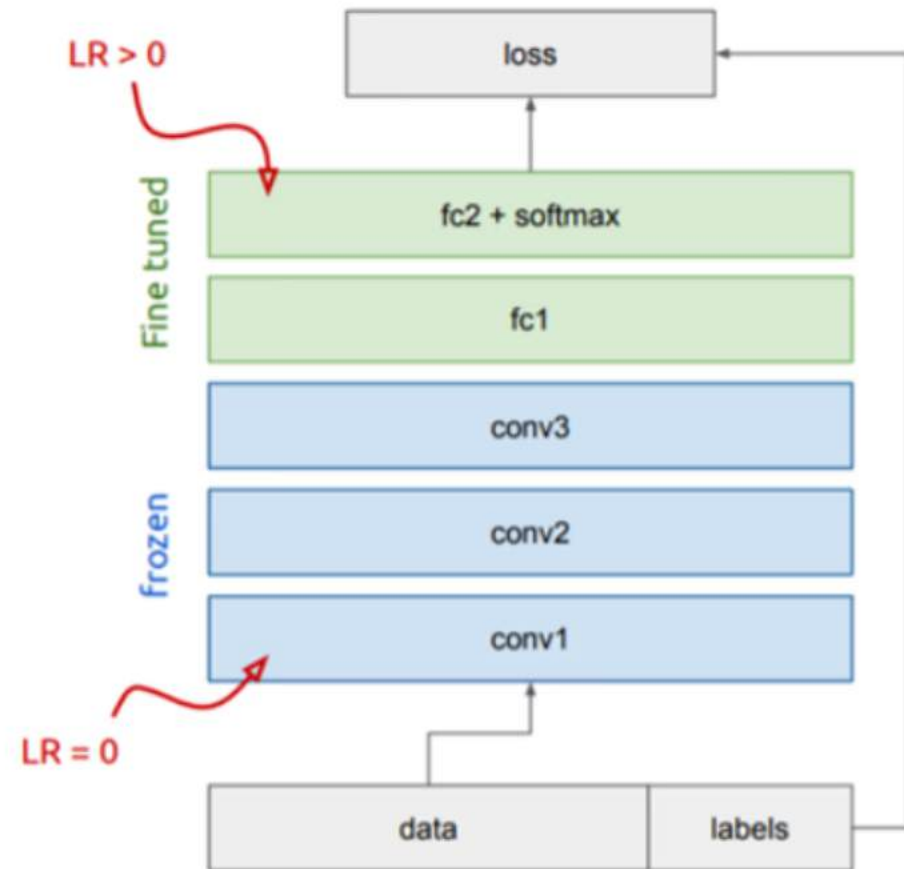 LR > 0
loss
Fine tuned
fc2 + softmax
fc1
conv3
frozen
conv2
conv1
LR = 0
data
labels